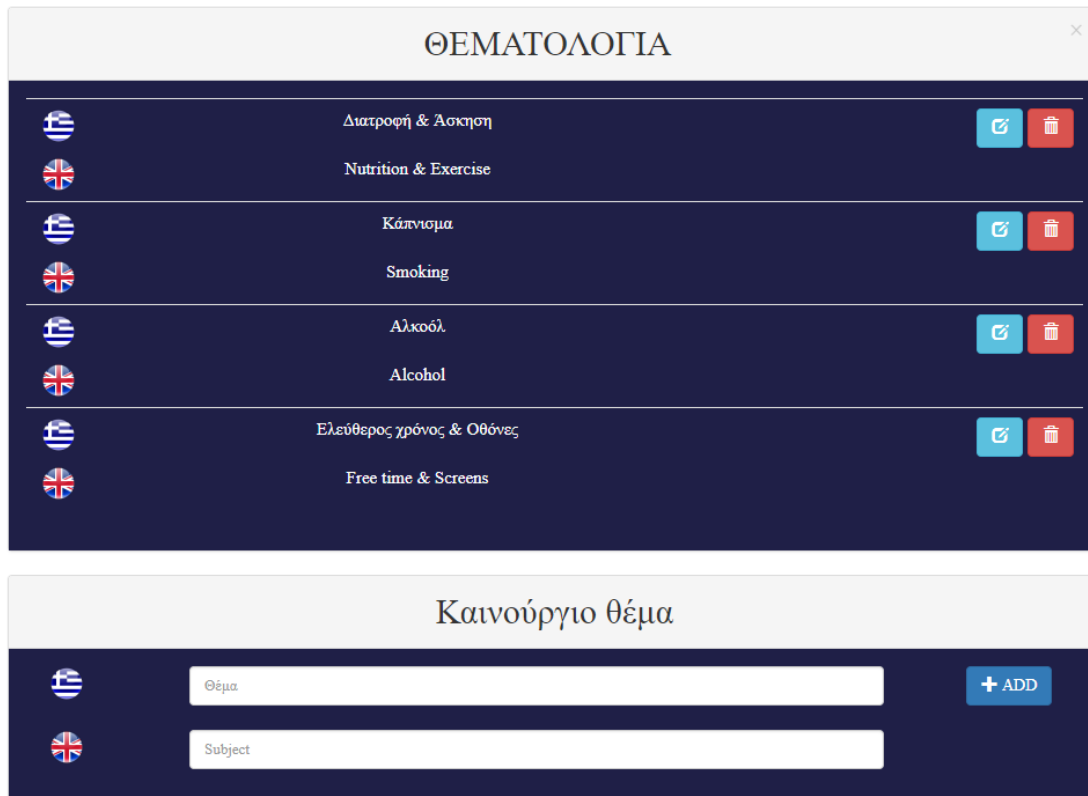 ΘΕΜΑΤΟΛΟΓΙΑ
×
Διατροφή & Άσκηση
Nutrition & Exercise
Κάπνισμα
Smoking
Αλκοόλ
Alcohol
Ελεύθερος χρόνος & Οθόνες
Free time & Screens
Καινούργιο θέμα
Θέμα
ADD
Subject